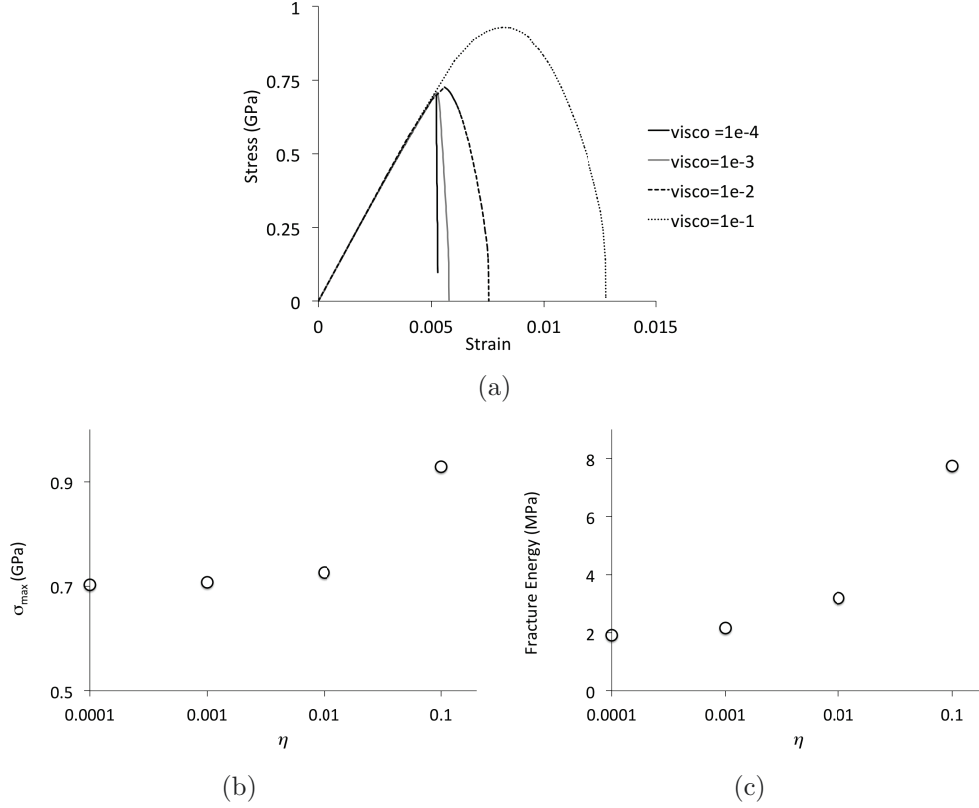 1
0.75
0.5
0.25
0
Stress (GPa)
0 0.005 0.01 0.015
Strain
visco =1e-4
visco=1e-3
visco=1e-2
visco=1e-1
(a)
0.9
0.7
0.5
σmax (GPa)
0.0001 0.001 0.01 0.1
η
(b)
8
6
4
2
0
Fracture Energy (MPa)
0.0001 0.001 0.01 0.1
η
(c)